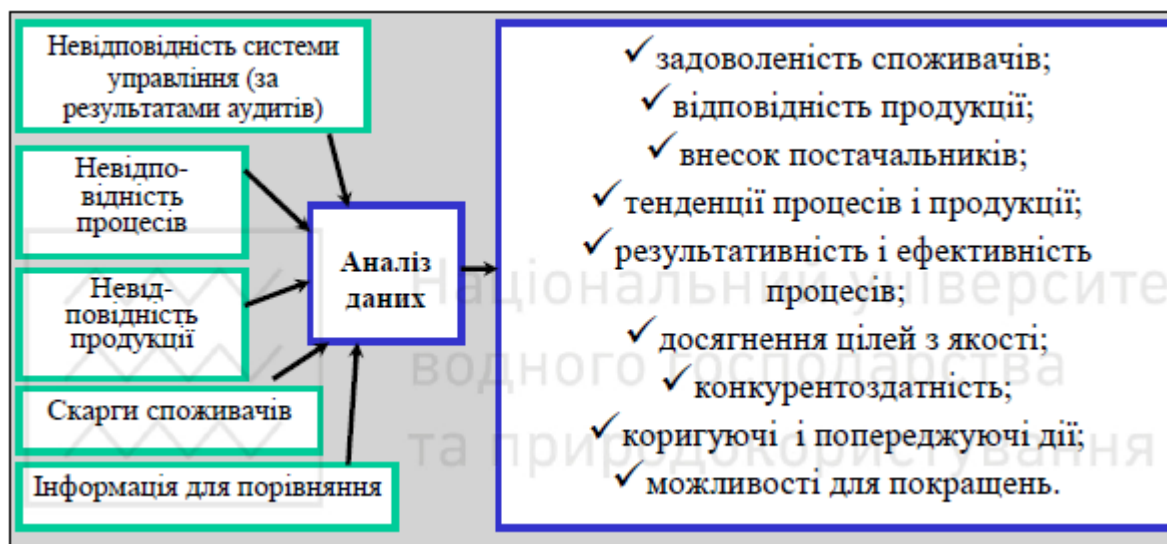 Невідповідність системи
управління (за
результатами аудитів)
Невідпо-
відність
процесів
Невід-
повідність
продукції
Скарги споживачів
Інформація для порівняння
Аналіз
даних
✓задоволеність споживачів;
✓відповідність продукції;
✓внесок постачальників;
✓тенденції процесів і продукції;
✓результативність і ефективність
процесів;
✓досягнення цілей з якості;
✓конкурентоздатність;
✓коригуючі і попереджуючі дії;
✓можливості для покращень.
Національний університе
водного господарства
та природокористування